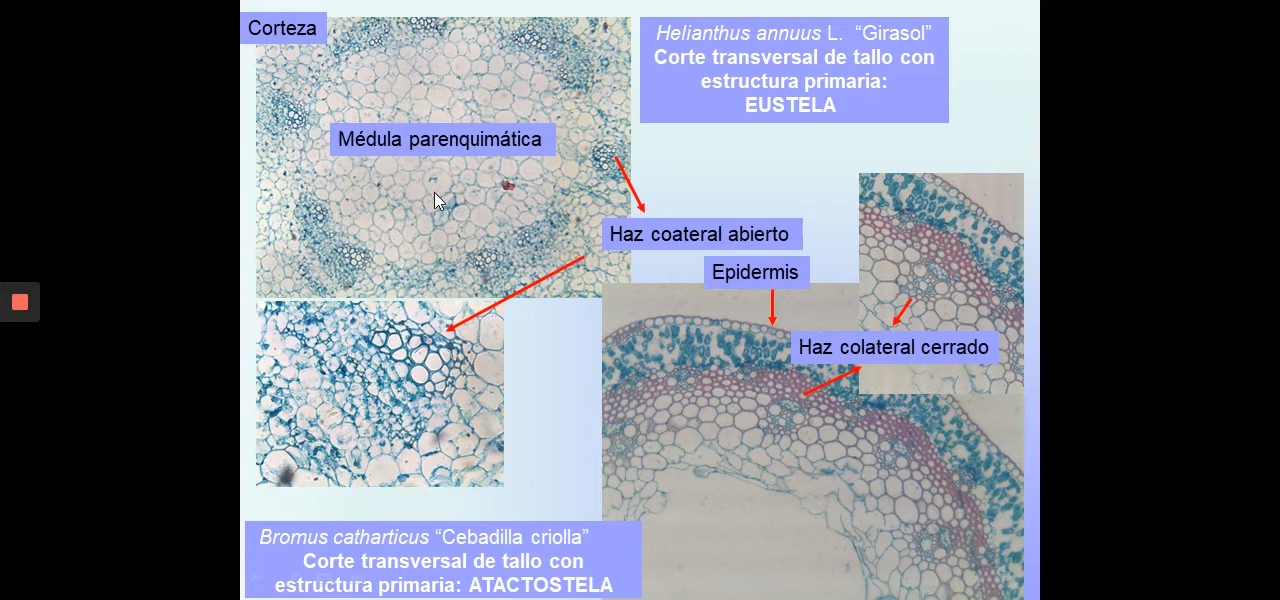 Corteza
Helianthus annuus L. “Girasol”
Corte transversal de tallo con
estructura primaria:
EUSTELA
Médula parenquimática
Haz coateral abierto
Epidermis
Haz colateral cerrado
Bromus catharticus “Cebadilla criolla”
Corte transversal de tallo con
estructura primaria: ATACTOSTELA